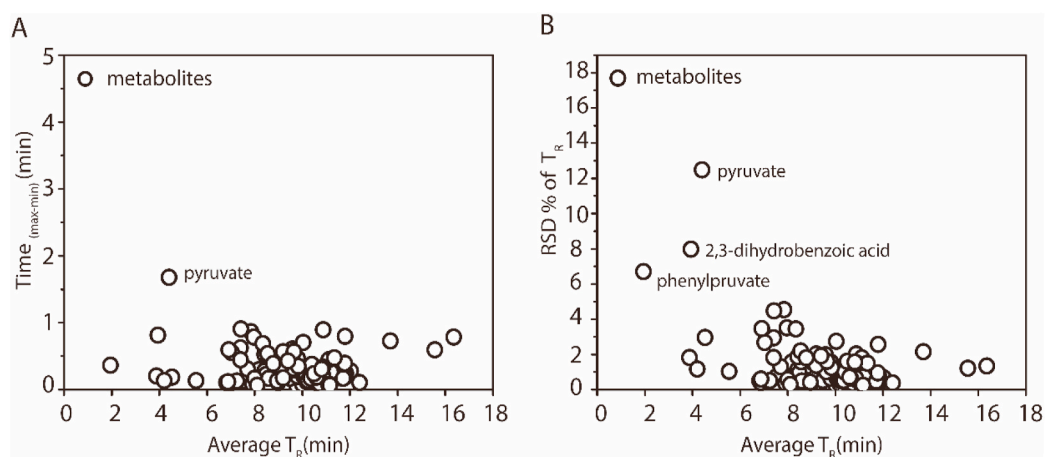 A
Time (max-min) (min)
5
4
3
2
1
0
metabolites
pyruvate
0 2 4 6 8 10 12 14 16 18
Average TR(min)
B
RSD % of TR
18
16
14
12
10
8
6
4
2
0
metabolites
pyruvate
2,3-dihydrobenzoic acid
phenylpruvate
0 2 4 6 8 10 12 14 16 18
Average TR(min)